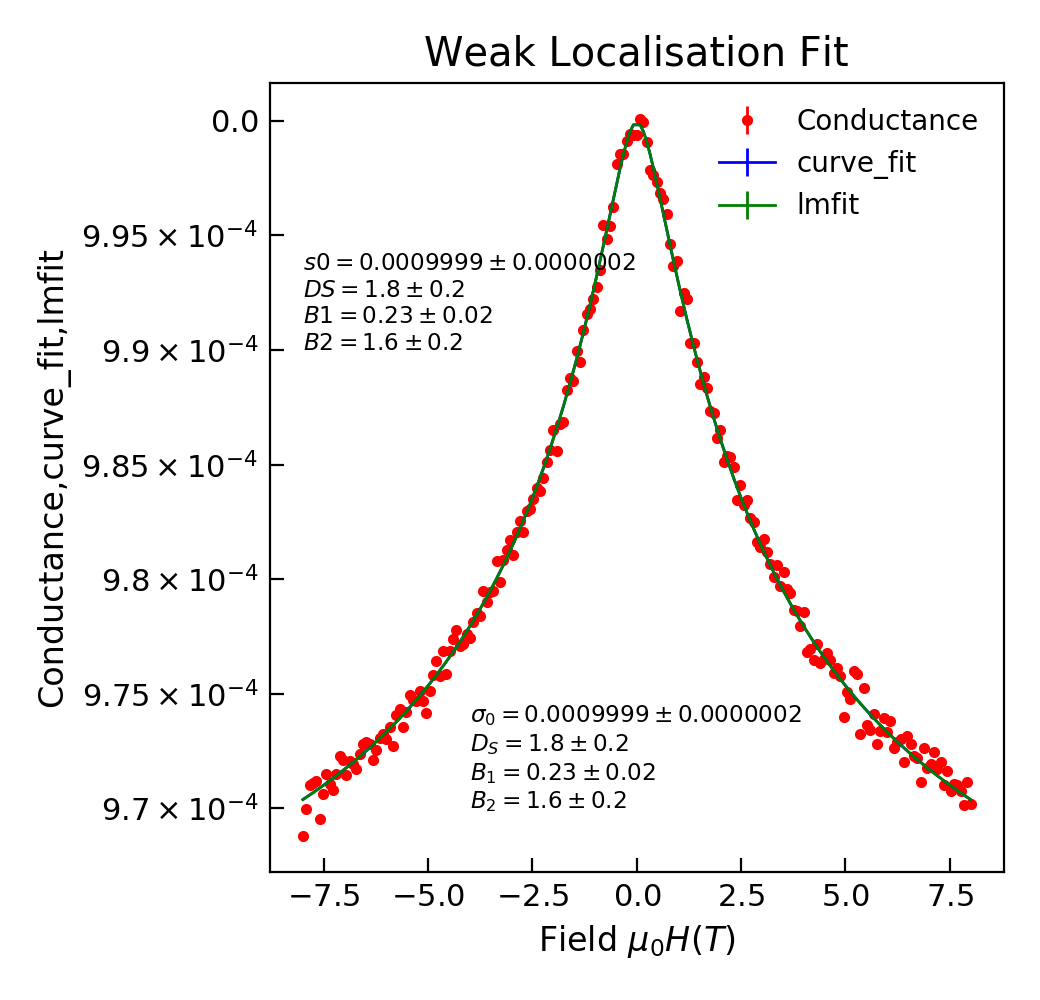 Weak Localisation Fit
Conductance,curve_fit,lmfit
0.0
9.95 × 10⁻⁴
9.9 × 10⁻⁴
9.85 × 10⁻⁴
9.8 × 10⁻⁴
9.75 × 10⁻⁴
9.7 × 10⁻⁴
Conductance
curve_fit
lmfit
s0 = 0.0009999 ± 0.0000002
DS = 1.8 ± 0.2
B1 = 0.23 ± 0.02
B2 = 1.6 ± 0.2
σ₀ = 0.0009999 ± 0.0000002
D_S = 1.8 ± 0.2
B₁ = 0.23 ± 0.02
B₂ = 1.6 ± 0.2
−7.5 −5.0 −2.5 0.0 2.5 5.0 7.5
Field μ₀H(T)